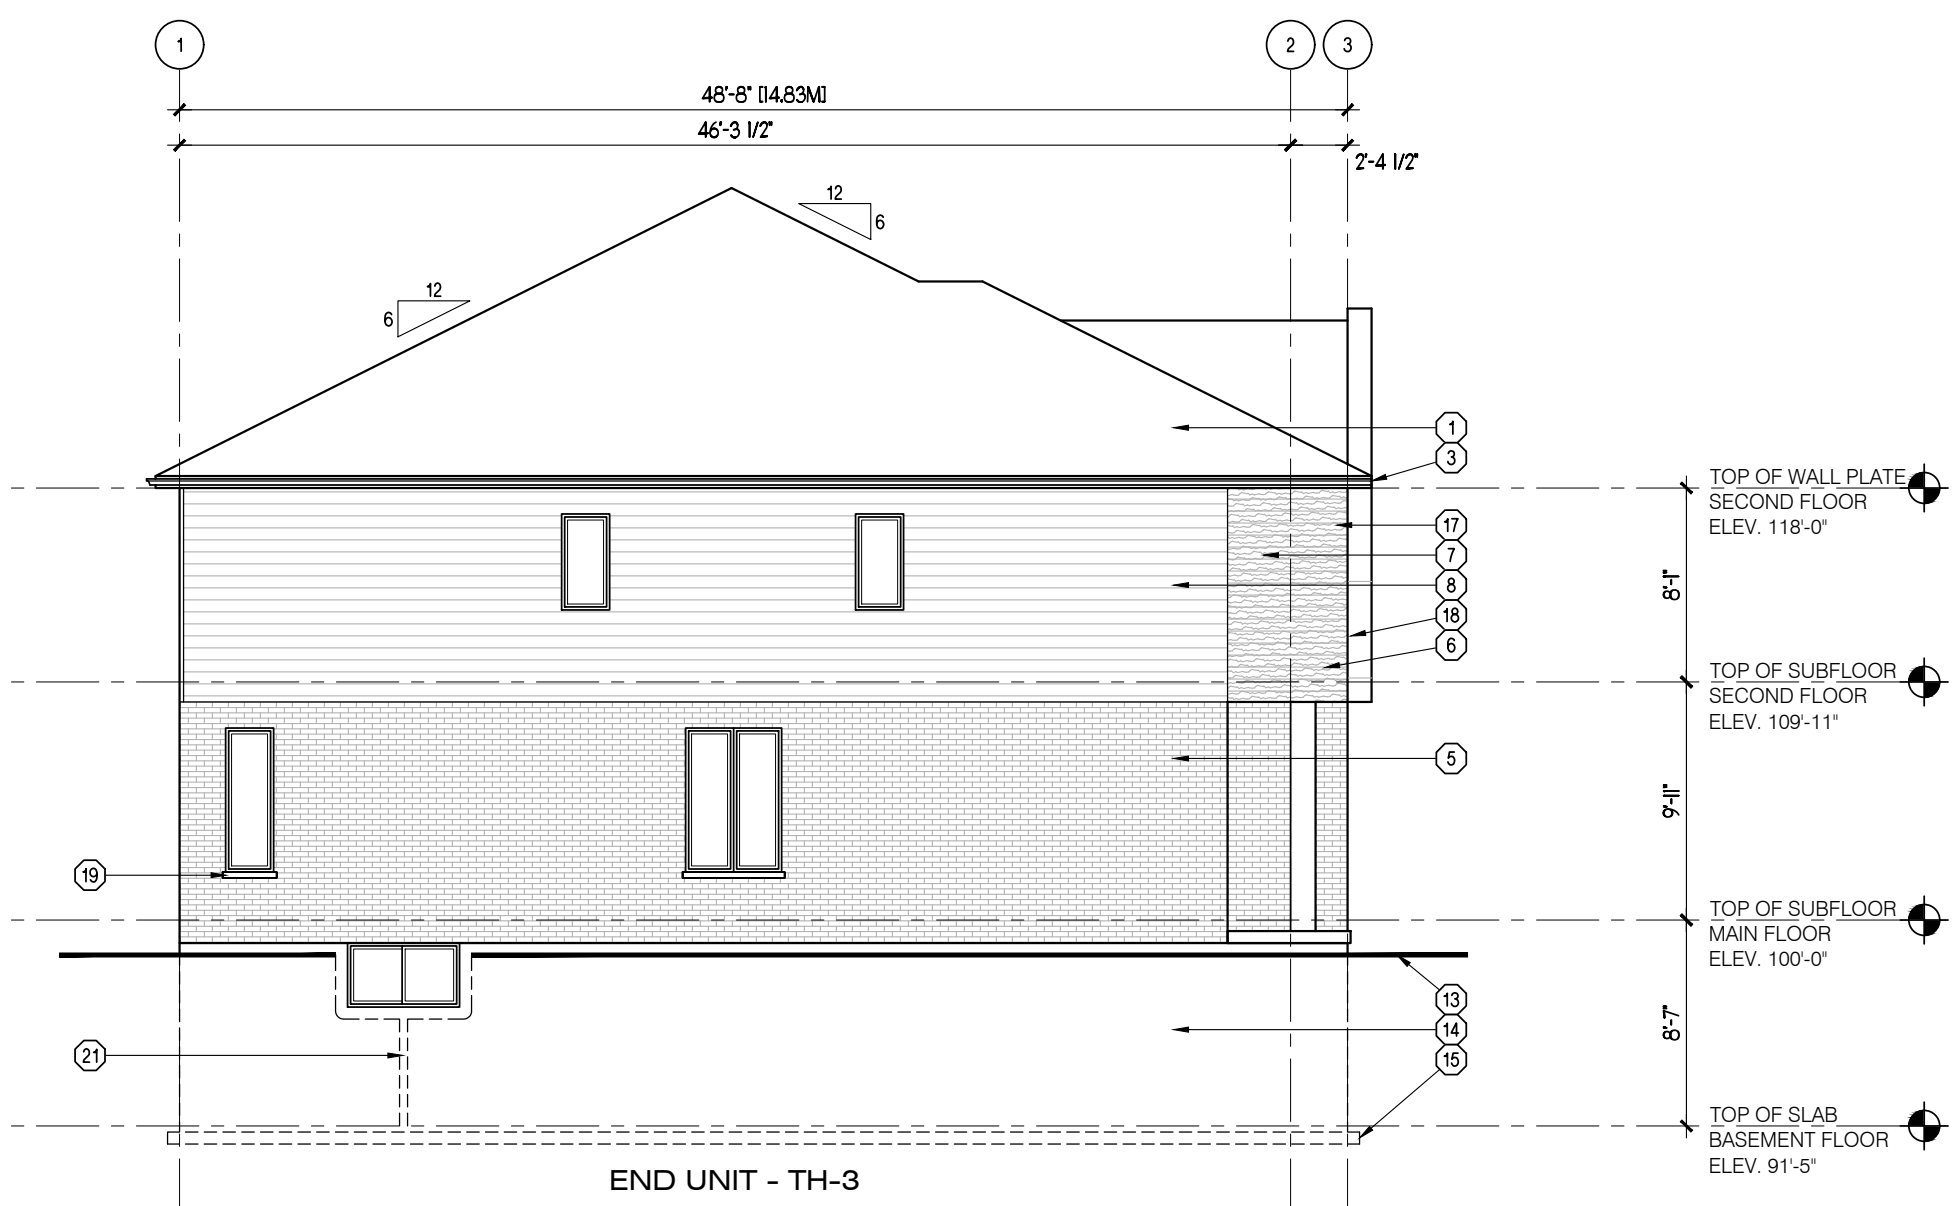 1
2
3
48'-8" [14.83M]
46'-3 1/2"
2'-4 1/2"
12
6
12
6
1
3
TOP OF WALL PLATE
SECOND FLOOR
ELEV. 118'-0"
17
7
8
18
6
8'-1"
TOP OF SUBFLOOR
SECOND FLOOR
ELEV. 109'-11"
5
9'-11"
19
TOP OF SUBFLOOR
MAIN FLOOR
ELEV. 100'-0"
13
14
15
8'-7"
21
TOP OF SLAB
BASEMENT FLOOR
ELEV. 91'-5"
END UNIT - TH-3